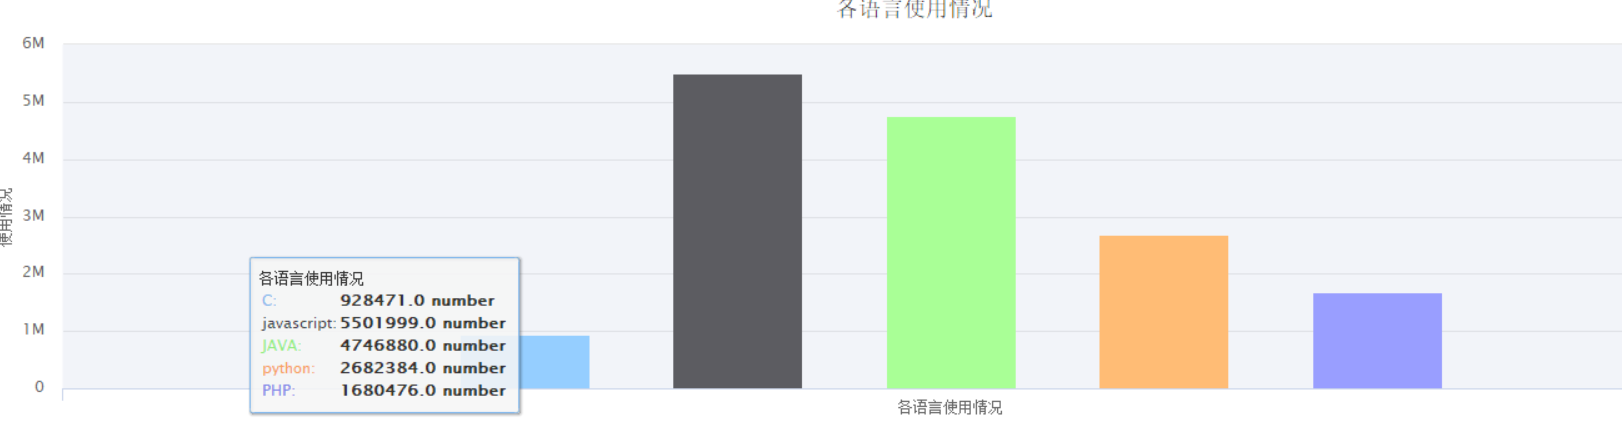 各语言使用情况
6M
5M
4M
3M
2M
1M
0
使用情况
各语言使用情况
C: 928471.0 number
javascript: 5501999.0 number
JAVA: 4746880.0 number
python: 2682384.0 number
PHP: 1680476.0 number
各语言使用情况